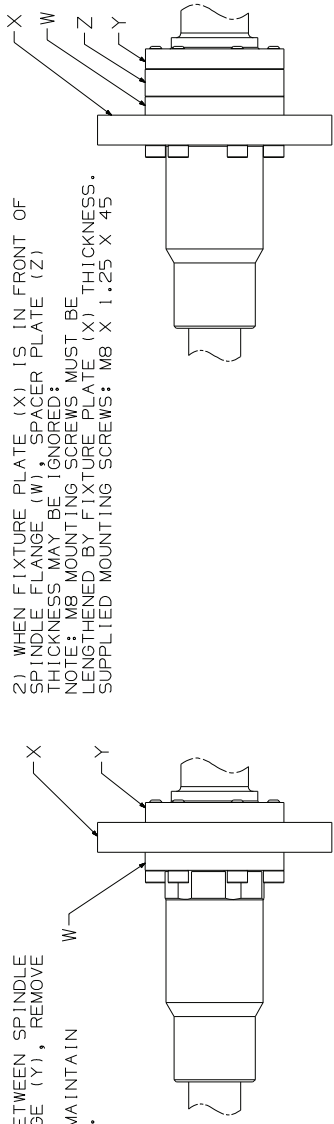 ETWEEN SPINDLE
GE (Y), REMOVE
MAINTAIN
W
X
Y
2) WHEN FIXTURE PLATE (X) IS IN FRONT OF
SPINDLE FLANGE (W), SPACER PLATE (Z)
THICKNESS MAY BE IGNORED:
NOTE: M8 MOUNTING SCREWS MUST BE
LENGTHENED BY FIXTURE PLATE (X) THICKNESS.
SUPPLIED MOUNTING SCREWS: M8 X 1.25 X 45
X
W
Z
Y